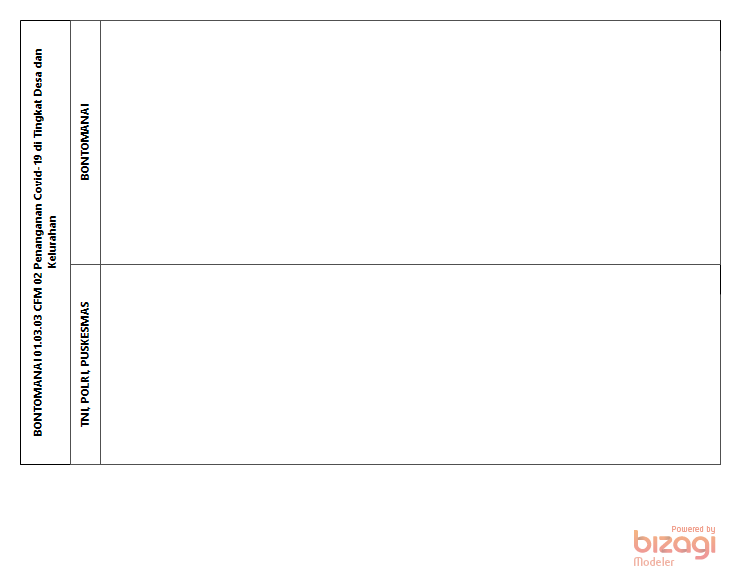 BONTOMANAI 01.03.03 CFM 02 Penanganan Covid-19 di Tingkat Desa dan
Kelurahan
BONTOMANAI
TNI, POLRI, PUSKESMAS
Powered by
bizagi
Modeler